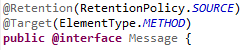 @Retention(RetentionPolicy.SOURCE)
@Target(ElementType.METHOD)
public @interface Message {